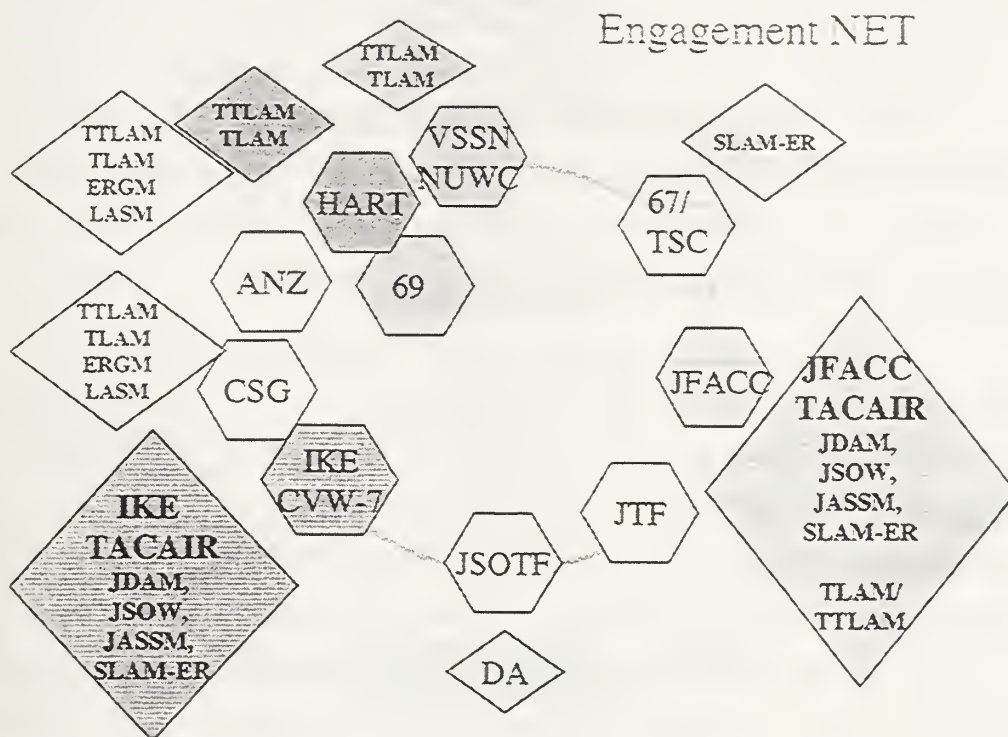 Engagement NET
TTLAM
TLAM
TTLAM
TLAM
TTLAM
TLAM
ERGM
LASM
VSSN
NUWC
SLAM-ER
HART
67/
TSC
ANZ
69
TTLAM
TLAM
ERGM
LASM
CSG
JFACC
JFACC
TACAIR
JDAM,
JSOW,
JASSM,
SLAM-ER
TLAM/
TTLAM
IKE
CVW-7
JTF
IKE
TACAIR
JDAM,
JSOW,
JASSM,
SLAM-ER
JSOTF
DA